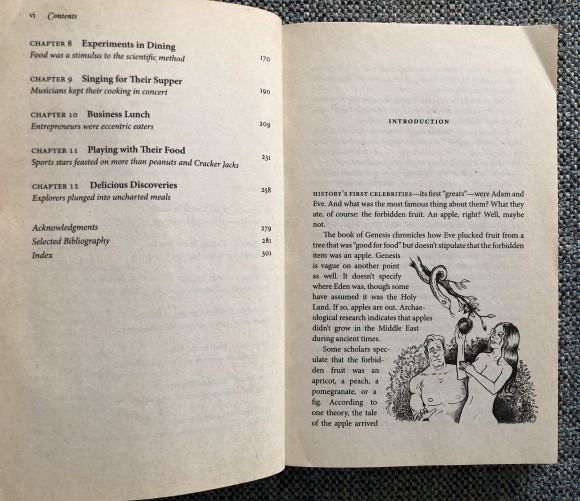 vi Contents
CHAPTER 8 Experiments in Dining
Food was a stimulus to the scientific method 170
CHAPTER 9 Singing for Their Supper
Musicians kept their cooking in concert 190
CHAPTER 10 Business Lunch
Entrepreneurs were eccentric eaters 209
CHAPTER 11 Playing with Their Food
Sports stars feasted on more than peanuts and Cracker Jacks 231
CHAPTER 12 Delicious Discoveries
Explorers plunged into uncharted meals 258
Acknowledgments 279
Selected Bibliography 281
Index 301
INTRODUCTION
HISTORY'S FIRST CELEBRITIES—its first "greats"—were Adam and
Eve. And what was the most famous thing about them? What they
ate, of course: the forbidden fruit. An apple, right? Well, maybe
not.
The book of Genesis chronicles how Eve plucked fruit from a
tree that was "good for food" but doesn't stipulate that the forbidden
item was an apple. Genesis
is vague on another point
as well. It doesn't specify
where Eden was, though some
have assumed it was the Holy
Land. If so, apples are out. Archae-
ological research indicates that apples
didn't grow in the Middle East
during ancient times.
Some scholars spec-
ulate that the forbid-
den fruit was an
apricot, a peach, a
pomegranate, or a
fig. According to
one theory, the tale
of the apple arrived